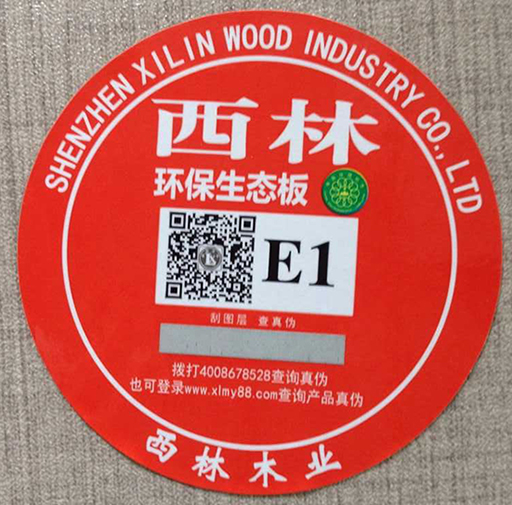 SHENZHEN XILIN WOOD INDUSTRY CO., LTD
西林
环保生态板
E1
刮图层 查真伪
拨打4008678528查询真伪
也可登录www.xlmy88.com查询产品真伪
西林木业